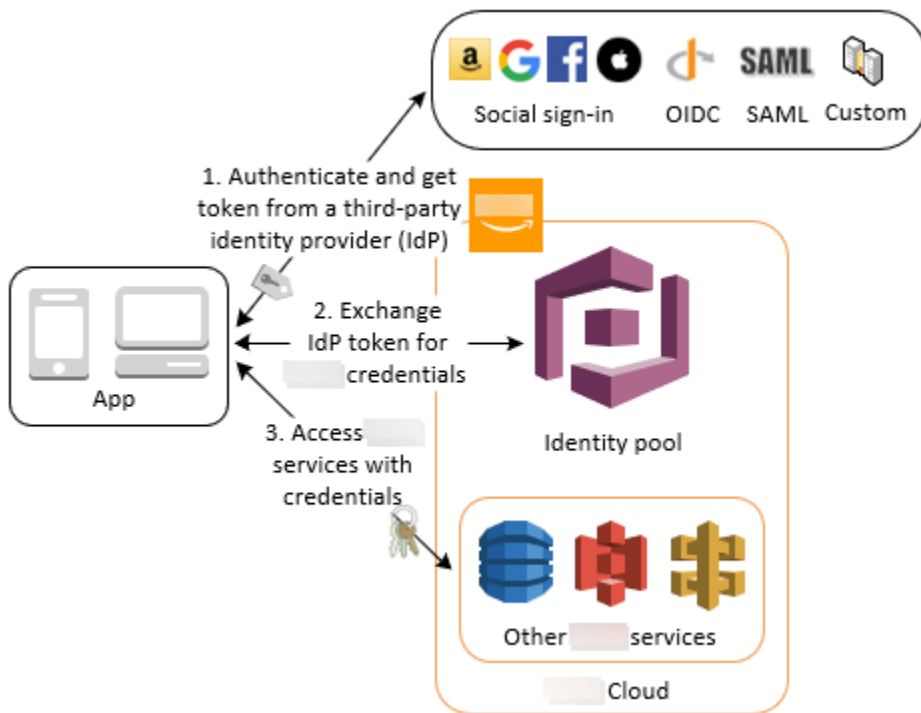 SAML
Social sign-in
OIDC
SAML
Custom
1. Authenticate and get
token from a third-party
identity provider (IdP)
2. Exchange
IdP token for
credentials
App
3. Access
services with
credentials
Identity pool
Other services
Cloud